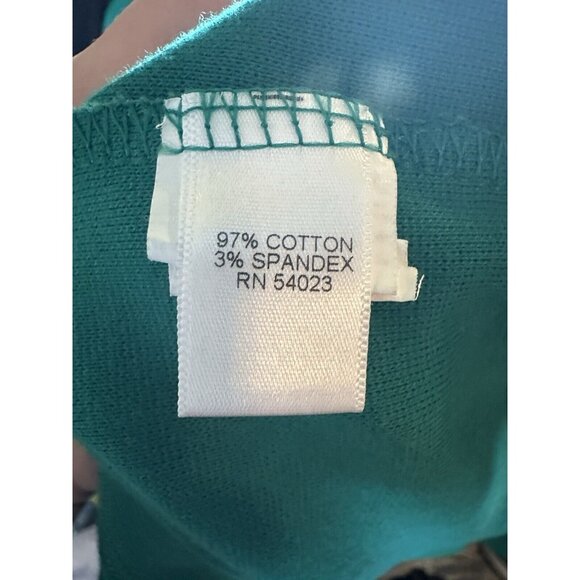 97% COTTON
3% SPANDEX
RN 54023